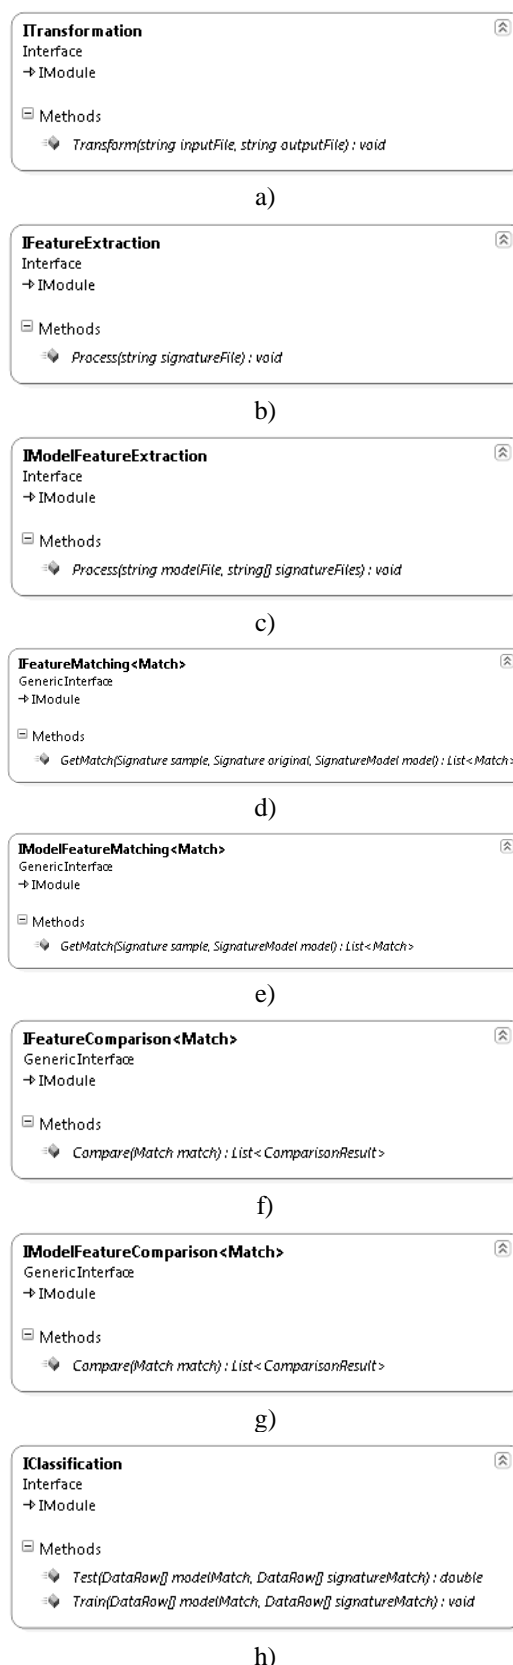 ITransformation
Interface
IModule
Methods
Transform(string inputFile, string outputFile) : void
a)
IFeatureExtraction
Interface
IModule
Methods
Process(string signatureFile) : void
b)
IModelFeatureExtraction
Interface
IModule
Methods
Process(string modelFile, string[] signatureFiles) : void
c)
IFeatureMatching<Match>
GenericInterface
IModule
Methods
GetMatch(Signature sample, Signature original, SignatureModel model) : List<Match>
d)
IModelFeatureMatching<Match>
GenericInterface
IModule
Methods
GetMatch(Signature sample, SignatureModel model) : List<Match>
e)
IFeatureComparison<Match>
GenericInterface
IModule
Methods
Compare(Match match) : List<ComparisonResult>
f)
IModelFeatureComparison<Match>
GenericInterface
IModule
Methods
Compare(Match match) : List<ComparisonResult>
g)
IClassification
Interface
IModule
Methods
Test(DataRow[] modelMatch, DataRow[] signatureMatch) : double
Train(DataRow[] modelMatch, DataRow[] signatureMatch) : void
h)